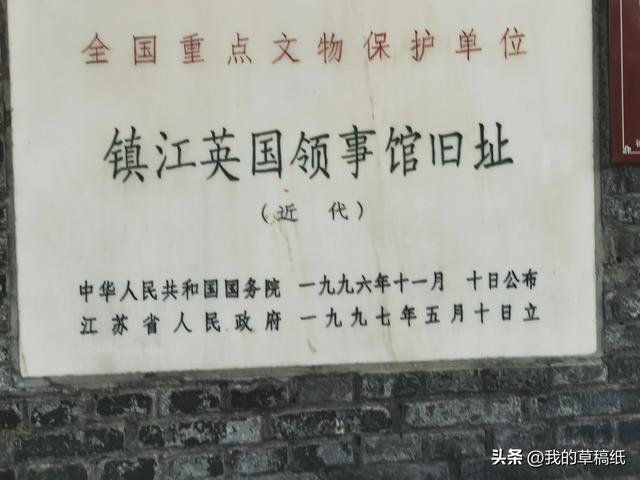 全国重点文物保护单位
镇江英国领事馆旧址
（近 代）
中华人民共和国国务院 一九九六年十一月 十日公布
江苏省人民政府 一九九七年五月十日立
头条 @我的草稿纸